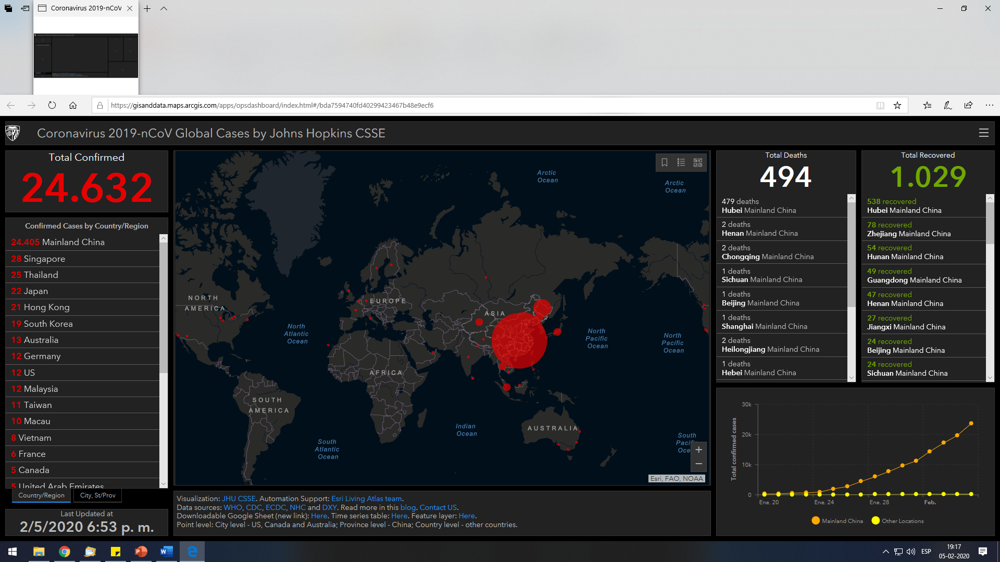 Coronavirus 2019-nCoV
https://gisanddata.maps.arcgis.com/apps/opsdashboard/index.html#/bda7594740fd40299423467b48e9ecf6
Coronavirus 2019-nCoV Global Cases by Johns Hopkins CSSE
Total Confirmed
24.632
Confirmed Cases by Country/Region
24.405 Mainland China
28 Singapore
25 Thailand
22 Japan
21 Hong Kong
19 South Korea
13 Australia
12 Germany
12 US
12 Malaysia
11 Taiwan
10 Macau
8 Vietnam
6 France
5 Canada
5 United Arab Emirates
Country/Region
City, St/Prov
Last Updated at
2/5/2020 6:53 p. m.
Arctic
Ocean
Arctic
Ocean
NORTH
AMERICA
EUROPE
ASIA
North
Atlantic
Ocean
North
Pacific
Ocean
North
Pacific
Ocean
AFRICA
SOUTH
AMERICA
Indian
Ocean
AUSTRALIA
South
Atlantic
Ocean
South
Pacific
Oce
+
−
Esri, FAO, NOAA
Visualization: JHU CSSE. Automation Support: Esri Living Atlas team.
Data sources: WHO, CDC, ECDC, NHC and DXY. Read more in this blog. Contact US.
Downloadable Google Sheet (new link): Here. Time series table: Here. Feature layer: Here.
Point level: City level - US, Canada and Australia; Province level - China; Country level - other countries.
Total Deaths
494
479 deaths
Hubei Mainland China
2 deaths
Henan Mainland China
2 deaths
Chongqing Mainland China
1 deaths
Sichuan Mainland China
1 deaths
Beijing Mainland China
1 deaths
Shanghai Mainland China
2 deaths
Heilongjiang Mainland China
1 deaths
Hebei Mainland China
Total Recovered
1.029
538 recovered
Hubei Mainland China
78 recovered
Zhejiang Mainland China
54 recovered
Hunan Mainland China
49 recovered
Guangdong Mainland China
47 recovered
Henan Mainland China
27 recovered
Jiangxi Mainland China
24 recovered
Beijing Mainland China
24 recovered
Sichuan Mainland China
Total confirmed cases
30k
20k
10k
0
Ene. 20
Ene. 24
Ene. 28
Feb.
Mainland China
Other Locations
ESP
19:17
05-02-2020